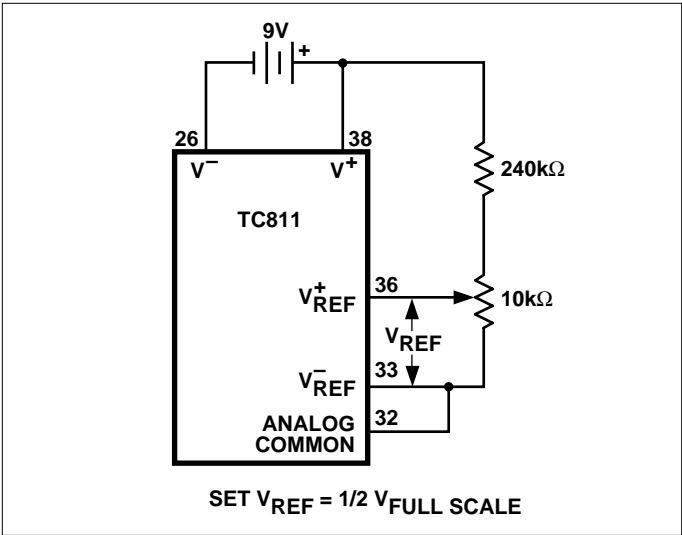 9V
+
26
38
V−
V+
TC811
240kΩ
V+REF
36
10kΩ
VREF
V−REF
33
ANALOG
COMMON
32
SET VREF = 1/2 VFULL SCALE